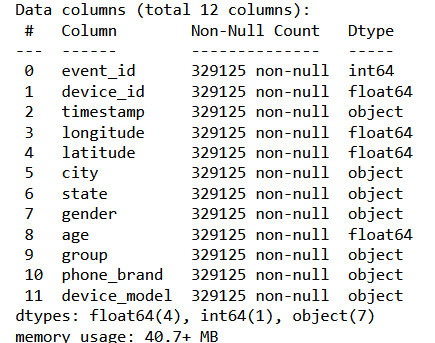 Data columns (total 12 columns):
 #   Column        Non-Null Count   Dtype
---  ------        --------------   -----
 0   event_id      329125 non-null  int64
 1   device_id     329125 non-null  float64
 2   timestamp     329125 non-null  object
 3   longitude     329125 non-null  float64
 4   latitude      329125 non-null  float64
 5   city          329125 non-null  object
 6   state         329125 non-null  object
 7   gender        329125 non-null  object
 8   age           329125 non-null  float64
 9   group         329125 non-null  object
 10  phone_brand   329125 non-null  object
 11  device_model  329125 non-null  object
dtypes: float64(4), int64(1), object(7)
memory usage: 40.7+ MB